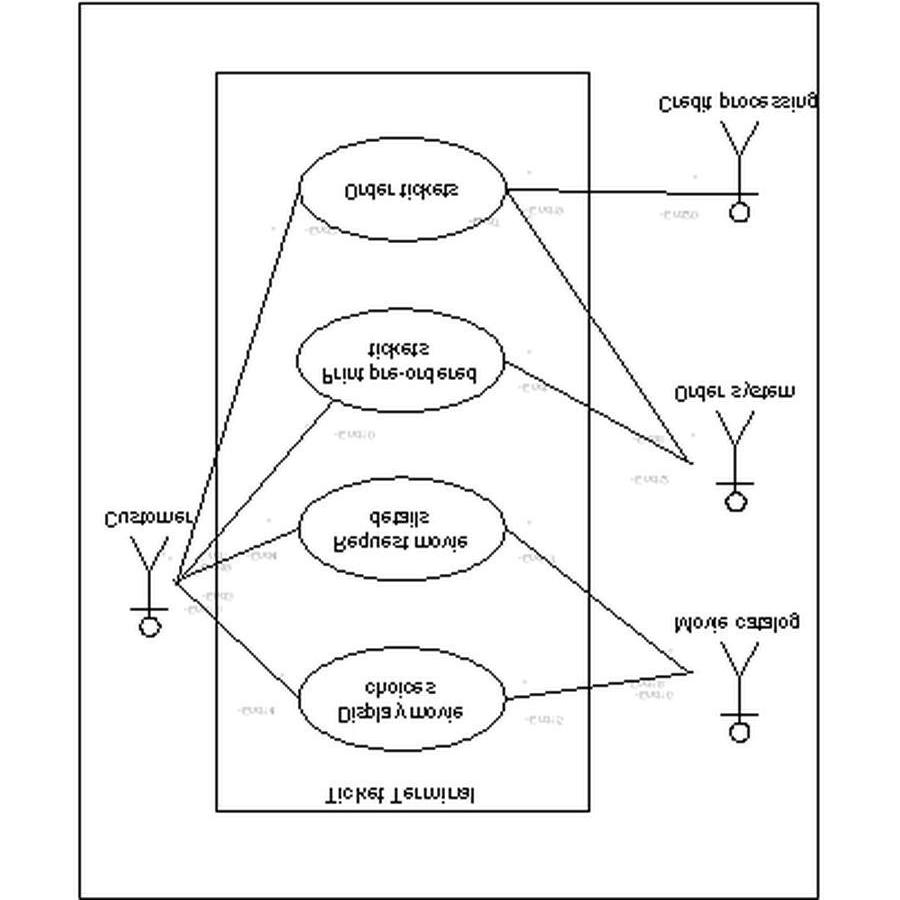 Ticket Terminal
Display movie
choices
Movie catalog
Request movie
details
Customer
Print pre-ordered
tickets
Order system
Order tickets
Credit processing